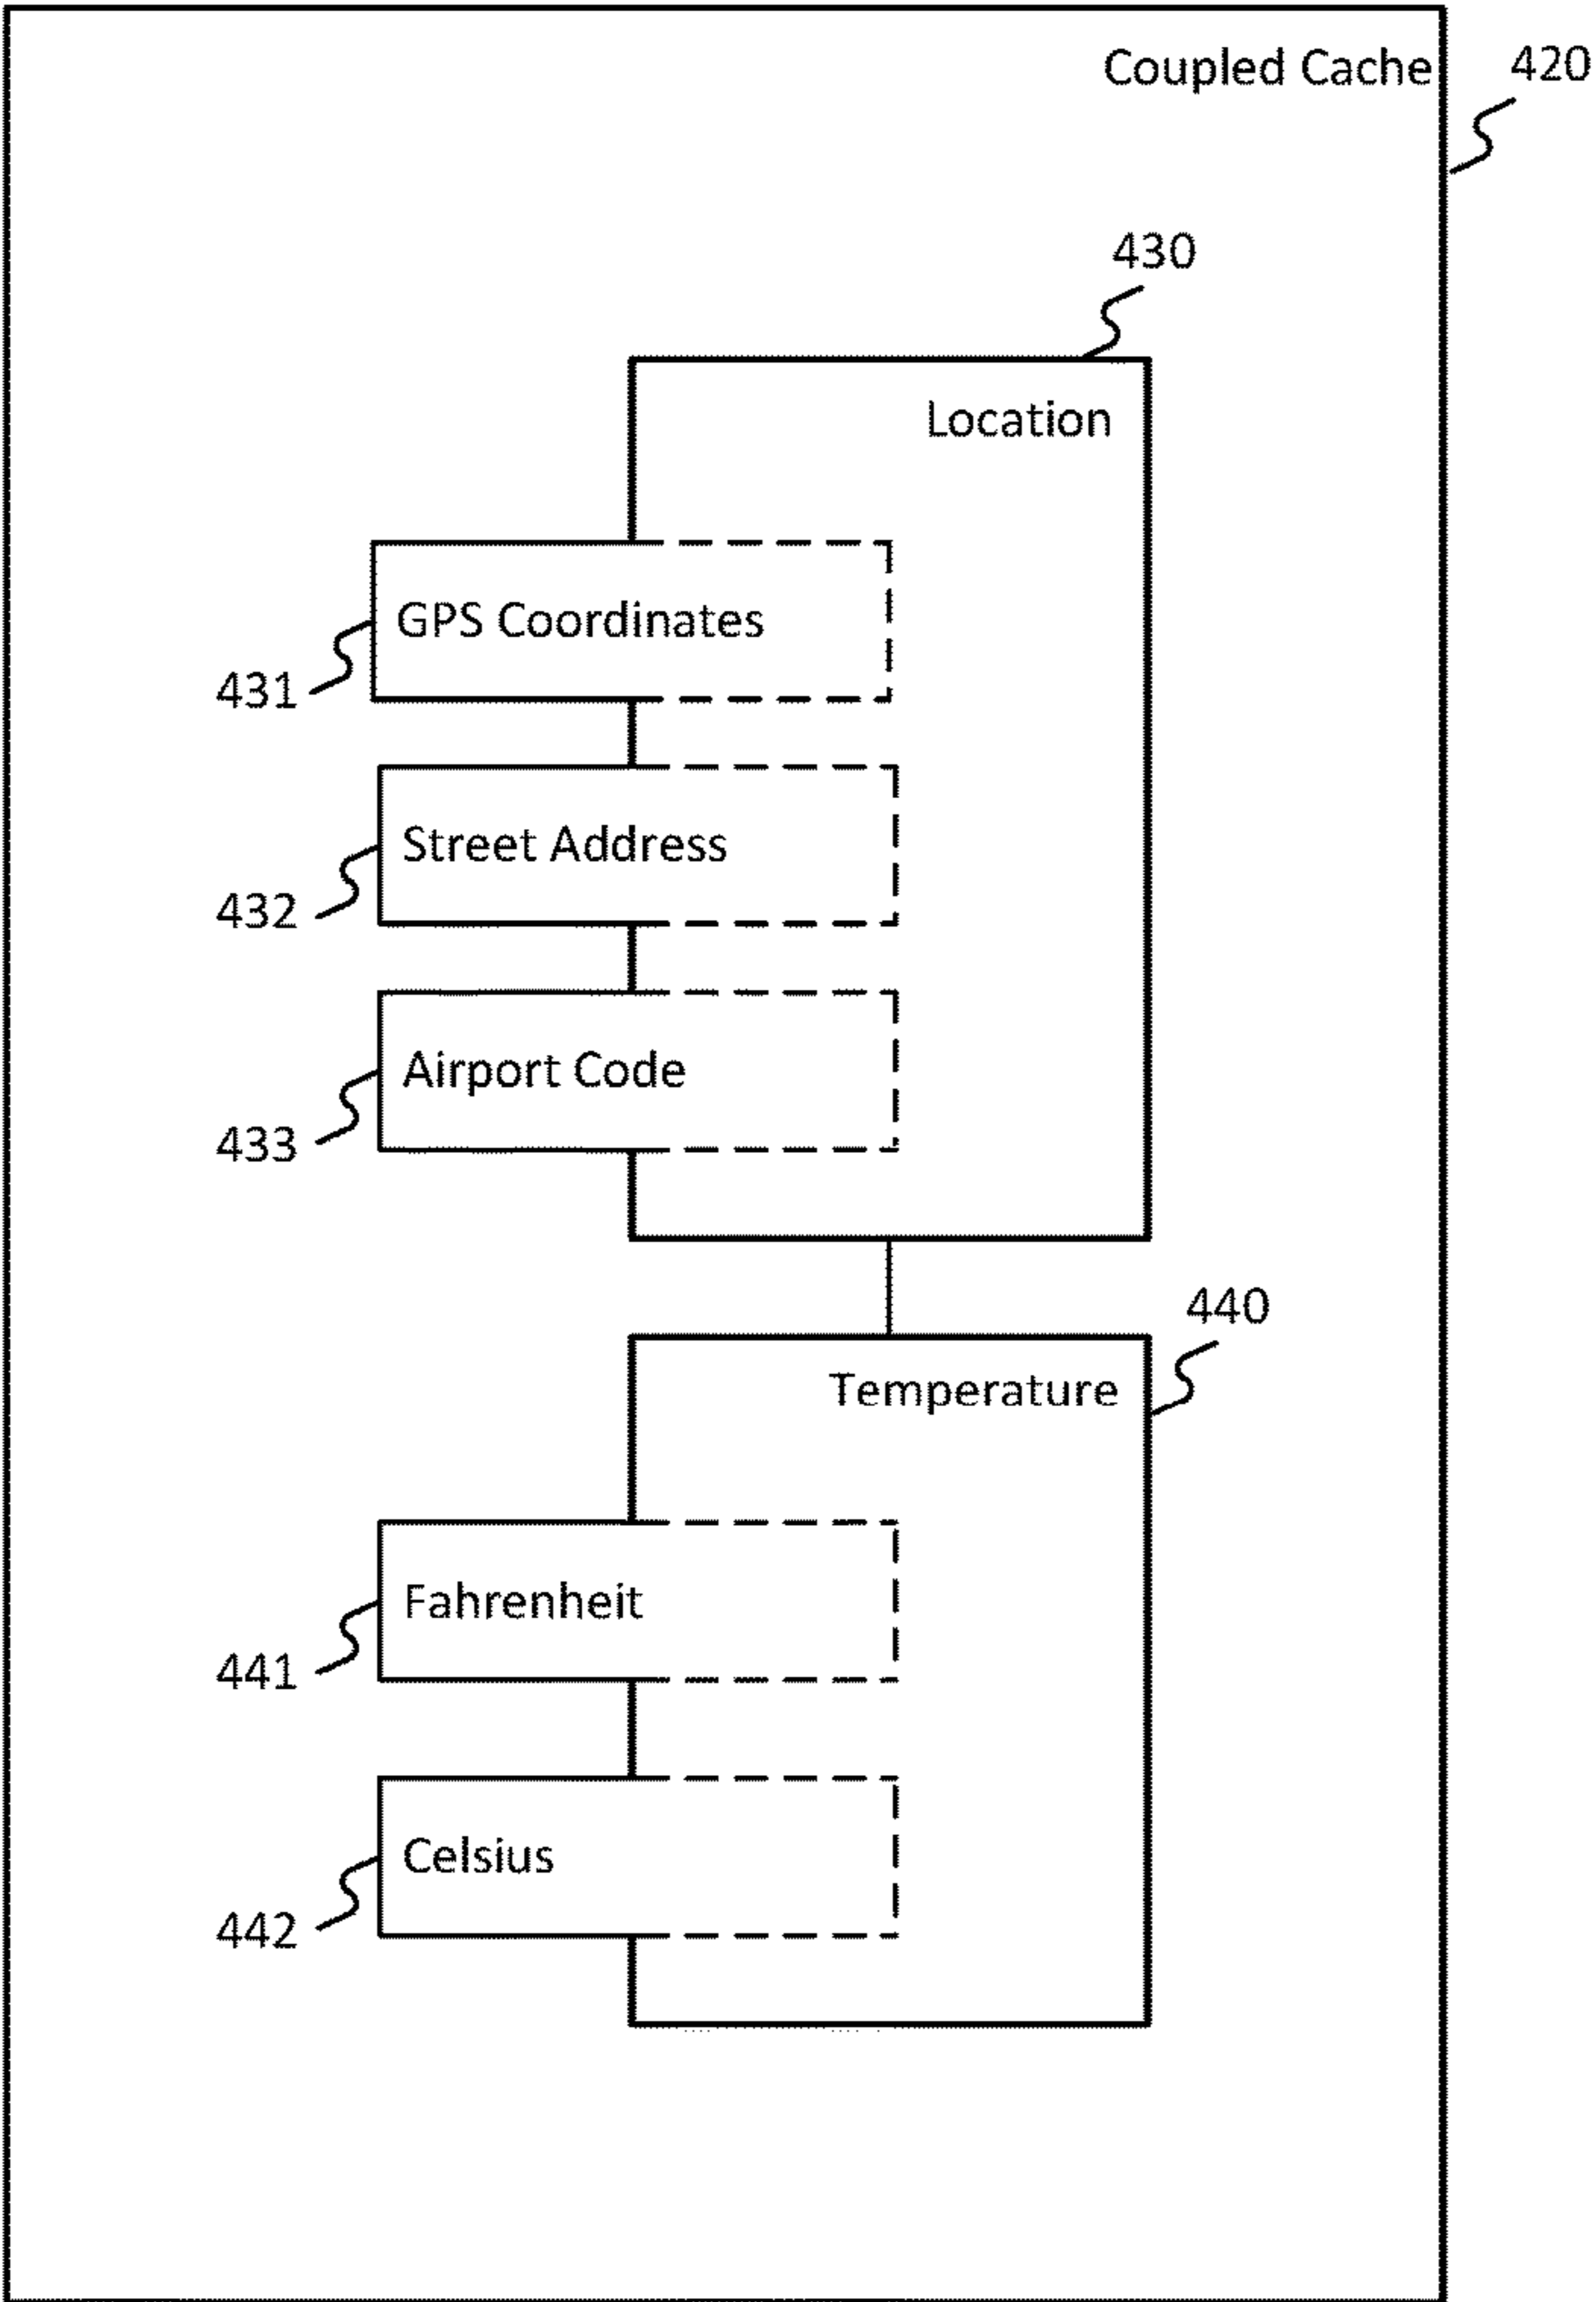 Coupled Cache
420
430
Location
GPS Coordinates
431
Street Address
432
Airport Code
433
440
Temperature
Fahrenheit
441
Celsius
442